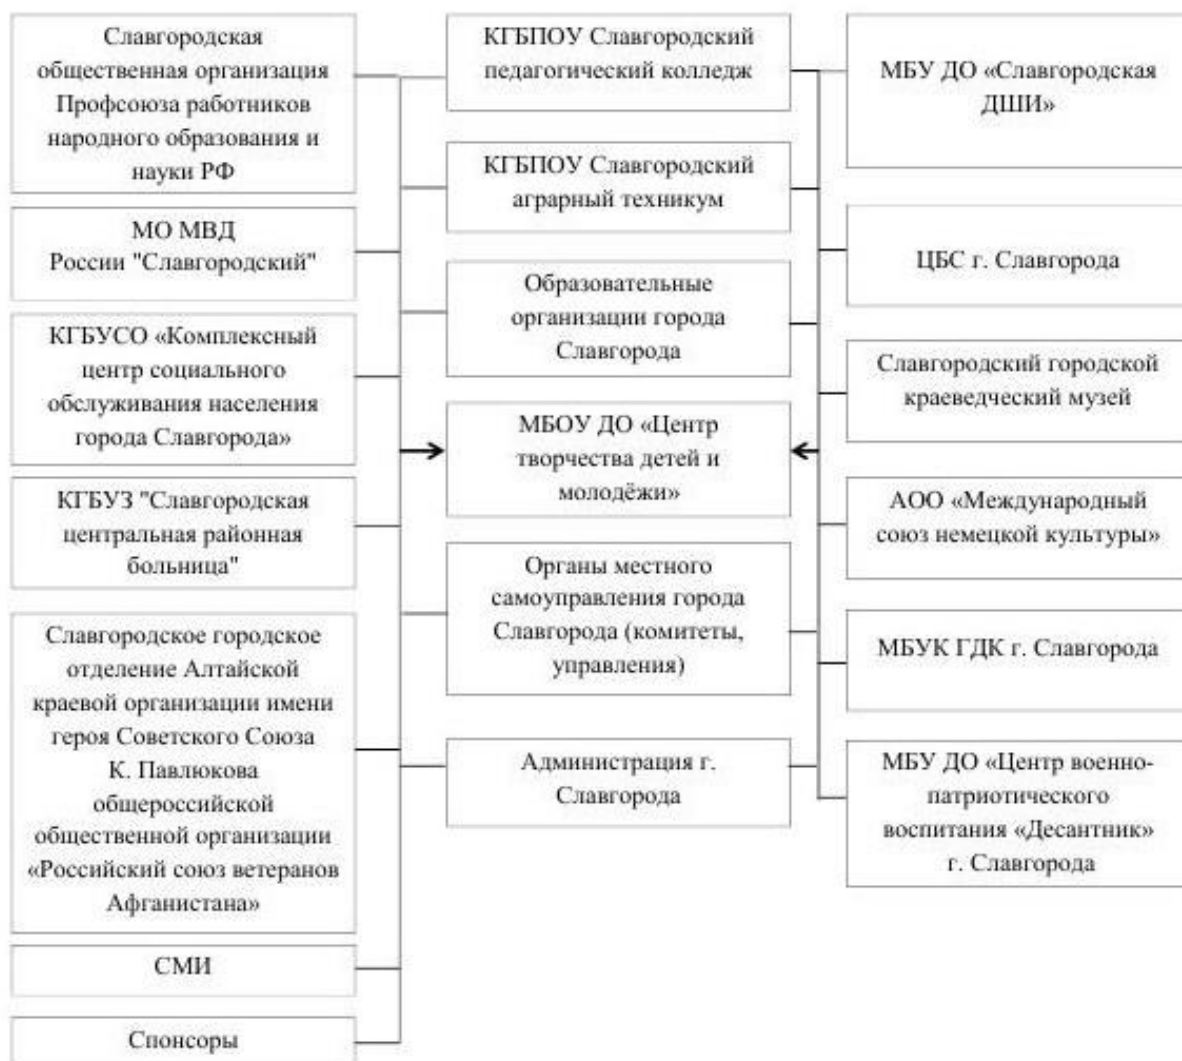 Славгородская
общественная организация
Профсоюза работников
народного образования и
науки РФ
МО МВД
России "Славгородский"
КГБУСО «Комплексный
центр социального
обслуживания населения
города Славгорода»
КГБУЗ "Славгородская
центральная районная
больница"
Славгородское городское
отделение Алтайской
краевой организации имени
героя Советского Союза
К. Павлюкова
общероссийской
общественной организации
«Российский союз ветеранов
Афганистана»
СМИ
Спонсоры
КГБПОУ Славгородский
педагогический колледж
КГБПОУ Славгородский
аграрный техникум
Образовательные
организации города
Славгорода
МБОУ ДО «Центр
творчества детей и
молодёжи»
Органы местного
самоуправления города
Славгорода (комитеты,
управления)
Администрация г.
Славгорода
МБУ ДО «Славгородская
ДШИ»
ЦБС г. Славгорода
Славгородский городской
краеведческий музей
АОО «Международный
союз немецкой культуры»
МБУК ГДК г. Славгорода
МБУ ДО «Центр военно-
патриотического
воспитания «Десантник»
г. Славгорода